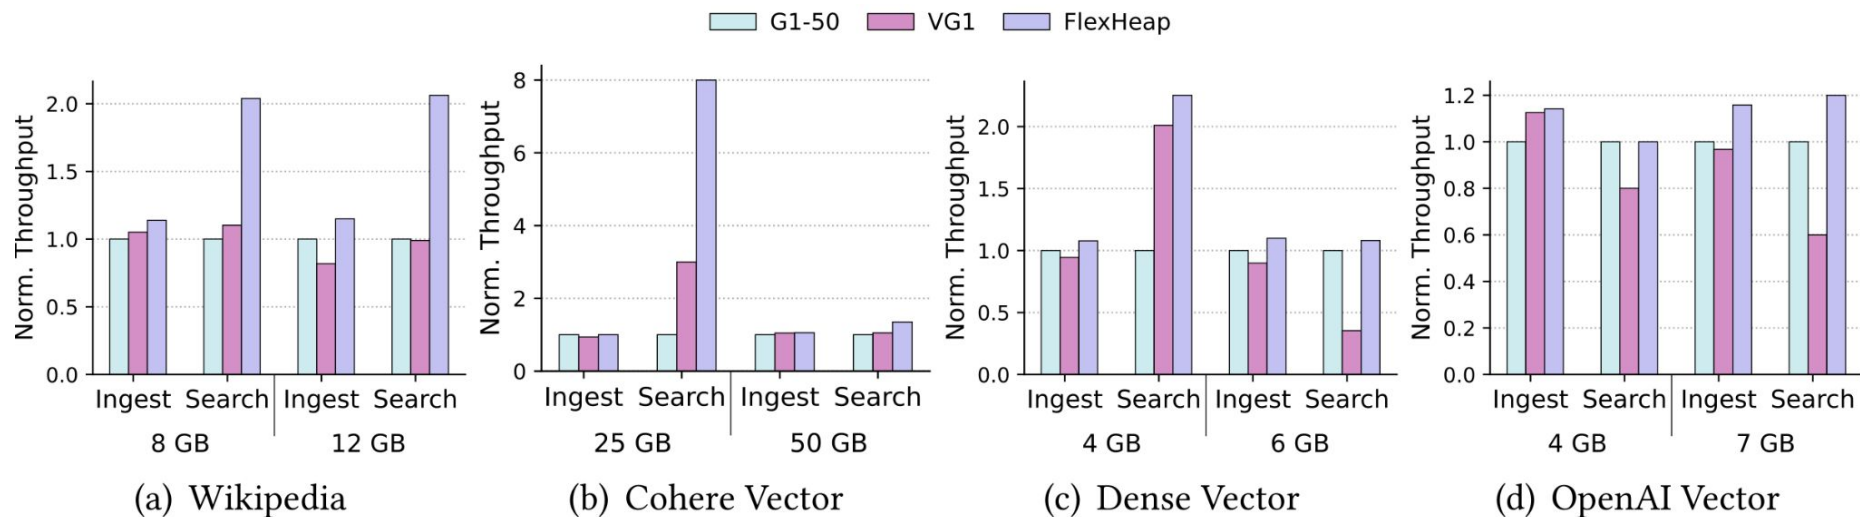 G1-50 VG1 FlexHeap
Norm. Throughput
2.0
1.5
1.0
0.5
0.0
Ingest Search Ingest Search
8 GB 12 GB
(a) Wikipedia
Norm. Throughput
8
6
4
2
0
Ingest Search Ingest Search
25 GB 50 GB
(b) Cohere Vector
Norm. Throughput
2.0
1.5
1.0
0.5
0.0
Ingest Search Ingest Search
4 GB 6 GB
(c) Dense Vector
Norm. Throughput
1.2
1.0
0.8
0.6
0.4
0.2
0.0
Ingest Search Ingest Search
4 GB 7 GB
(d) OpenAI Vector